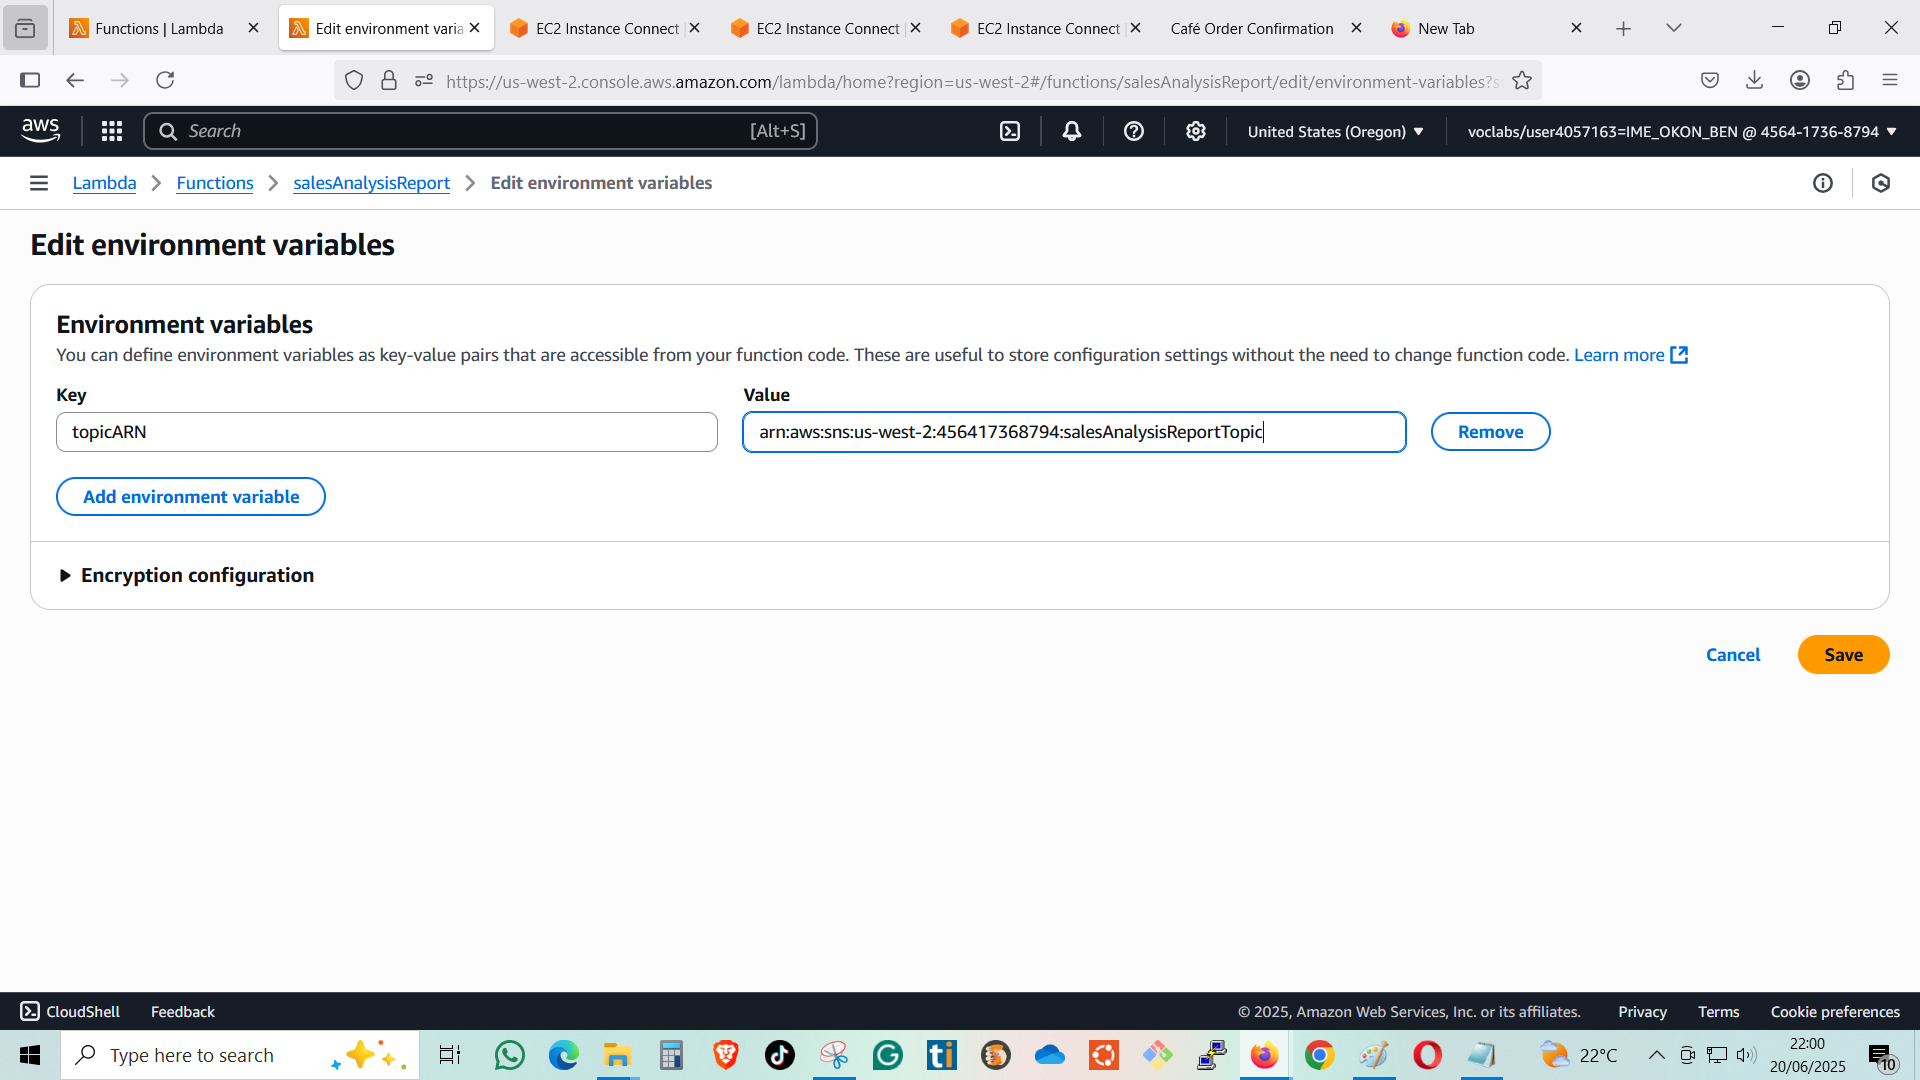 Functions | Lambda
Edit environment varia
EC2 Instance Connect
EC2 Instance Connect
EC2 Instance Connect
Café Order Confirmation
New Tab
https://us-west-2.console.aws.amazon.com/lambda/home?region=us-west-2#/functions/salesAnalysisReport/edit/environment-variables?s
aws
Search
[Alt+S]
United States (Oregon)
voclabs/user4057163=IME_OKON_BEN @ 4564-1736-8794
Lambda
Functions
salesAnalysisReport
Edit environment variables
Edit environment variables
Environment variables
You can define environment variables as key-value pairs that are accessible from your function code. These are useful to store configuration settings without the need to change function code. Learn more
Key
Value
topicARN
arn:aws:sns:us-west-2:456417368794:salesAnalysisReportTopic
Remove
Add environment variable
Encryption configuration
Cancel
Save
CloudShell
Feedback
© 2025, Amazon Web Services, Inc. or its affiliates.
Privacy
Terms
Cookie preferences
Type here to search
ti
22°C
22:00
20/06/2025
10